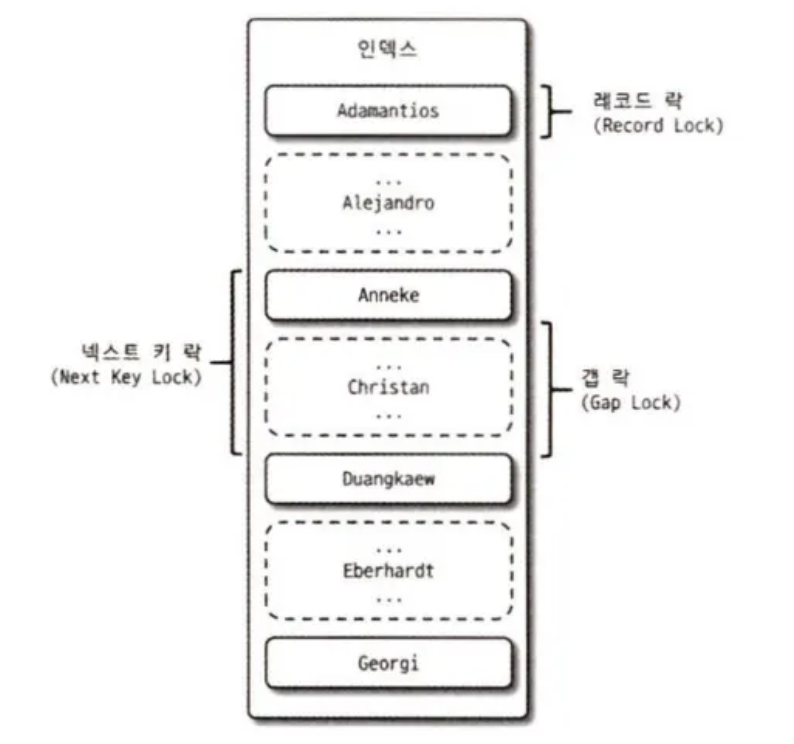 인덱스
Adamantios
레코드 락
(Record Lock)
...
Alejandro
...
Anneke
넥스트 키 락
(Next Key Lock)
...
Christan
...
갭 락
(Gap Lock)
Duangkaew
...
Eberhardt
...
Georgi